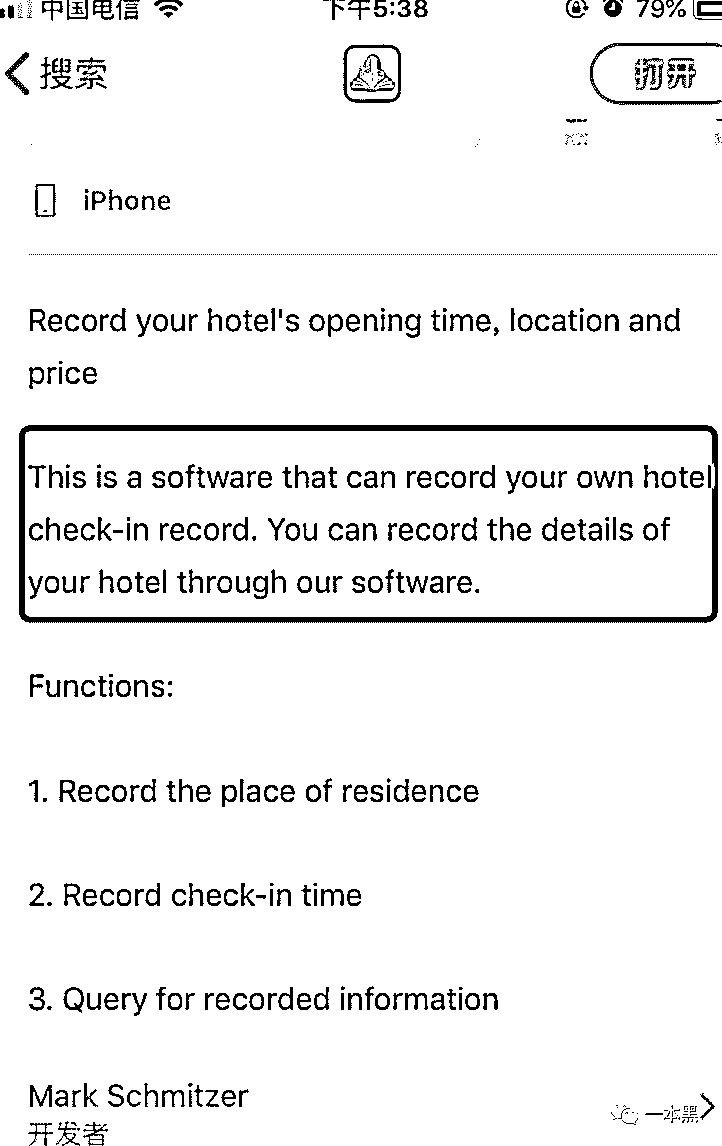 中国电信 下午5:38 79%
搜索 打开
iPhone
Record your hotel's opening time, location and
price
This is a software that can record your own hotel
check-in record. You can record the details of
your hotel through our software.
Functions:
1. Record the place of residence
2. Record check-in time
3. Query for recorded information
Mark Schmitzer
开发者
一本黑